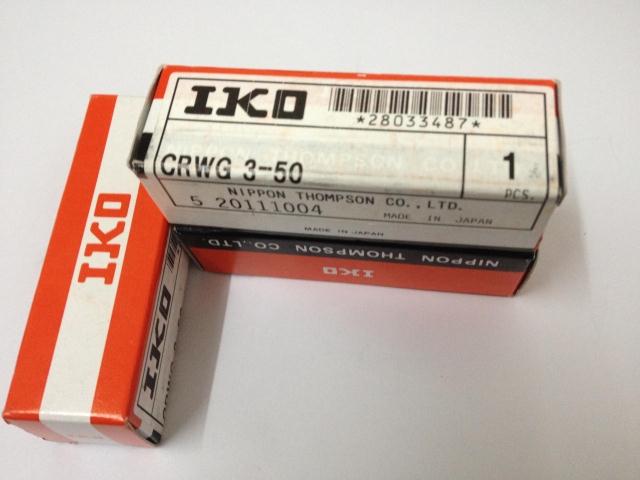 IKO
*28033487*
CRWG 3-50
1
PCS.
NIPPON THOMPSON CO., LTD.
5 20111004
MADE IN JAPAN
MADE IN JAPAN
NIPPON THOMPSON CO., LTD.
IKO
IKO
IKO